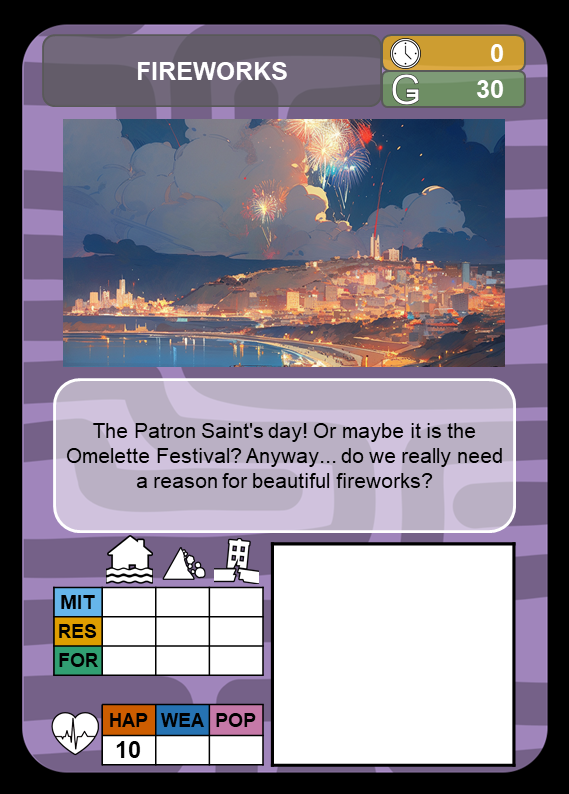 FIREWORKS
0
G 30
The Patron Saint's day! Or maybe it is the
Omelette Festival? Anyway... do we really need
a reason for beautiful fireworks?
MIT
RES
FOR
HAP WEA POP
10